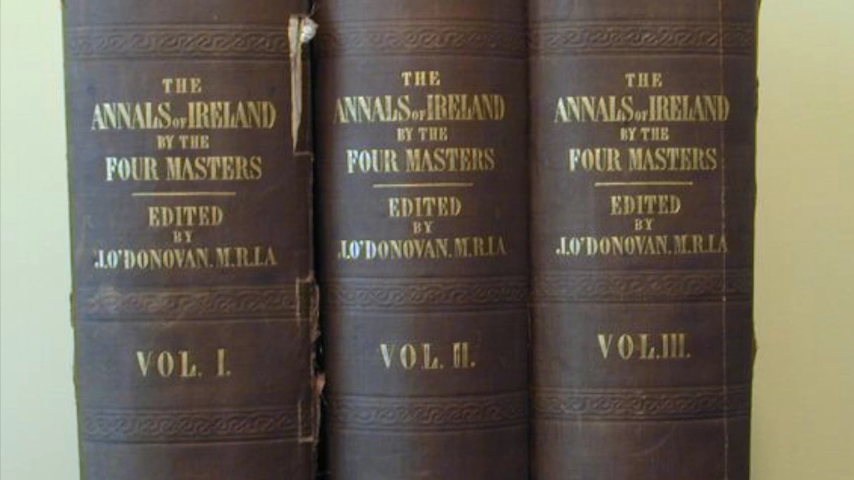 THE
ANNALS OF IRELAND
BY THE
FOUR MASTERS
EDITED
BY
J.O'DONOVAN. M.R.I.A
VOL. I.
THE
ANNALS OF IRELAND
BY THE
FOUR MASTERS
EDITED
BY
J.O'DONOVAN. M.R.I.A
VOL. II.
THE
ANNALS OF IRELAND
BY THE
FOUR MASTERS
EDITED
BY
J.O'DONOVAN. M.R.I.A
VOL. III.